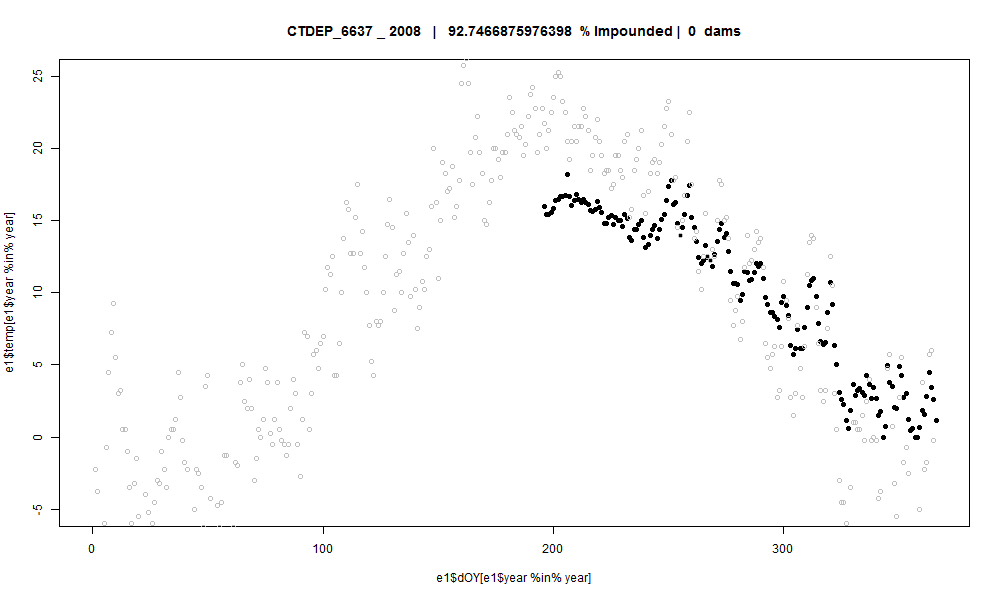 CTDEP_6637 _ 2008 | 92.7466875976398 % Impounded | 0 dams
25
20
15
10
5
0
-5
e1$temp[e1$year %in% year]
0 100 200 300
e1$dOY[e1$year %in% year]